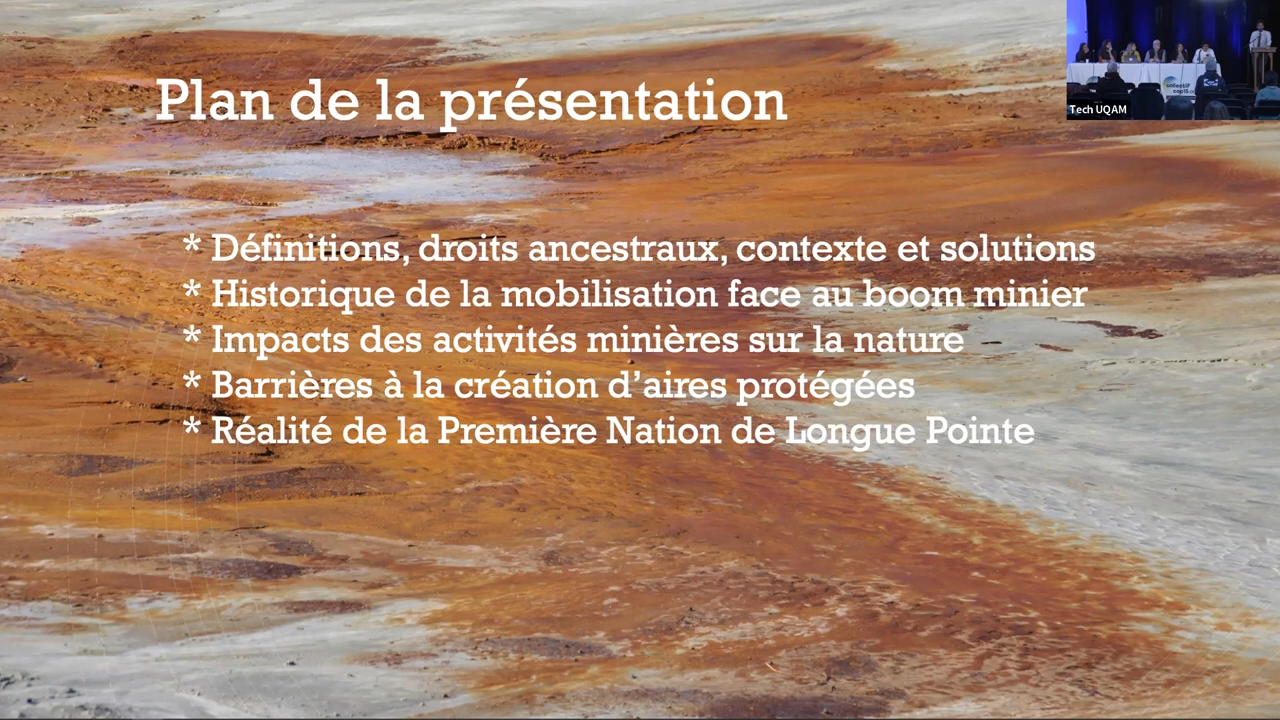 Plan de la présentation
* Définitions, droits ancestraux, contexte et solutions
* Historique de la mobilisation face au boom minier
* Impacts des activités minières sur la nature
* Barrières à la création d’aires protégées
* Réalité de la Première Nation de Longue Pointe
Tech UQAM
collectif